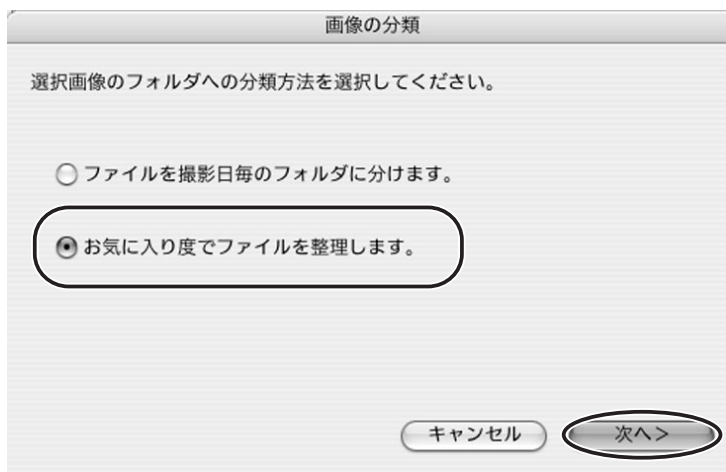 画像の分類
選択画像のフォルダへの分類方法を選択してください。
ファイルを撮影日毎のフォルダに分けます。
お気に入り度でファイルを整理します。
キャンセル 次へ>